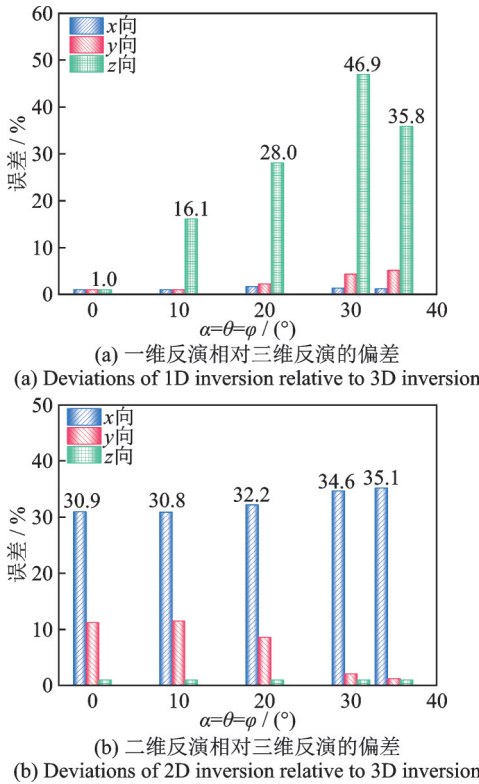 60
x向
y向
z向
50
46.9
40
35.8
误差 / %
30
28.0
20
16.1
10
1.0
0
0 10 20 30 40
α=θ=φ / (°)
(a) 一维反演相对三维反演的偏差
(a) Deviations of 1D inversion relative to 3D inversion
50
x向
y向
z向
40
34.6 35.1
30.9 30.8 32.2
30
误差 / %
20
10
0
0 10 20 30 40
α=θ=φ / (°)
(b) 二维反演相对三维反演的偏差
(b) Deviations of 2D inversion relative to 3D inversion